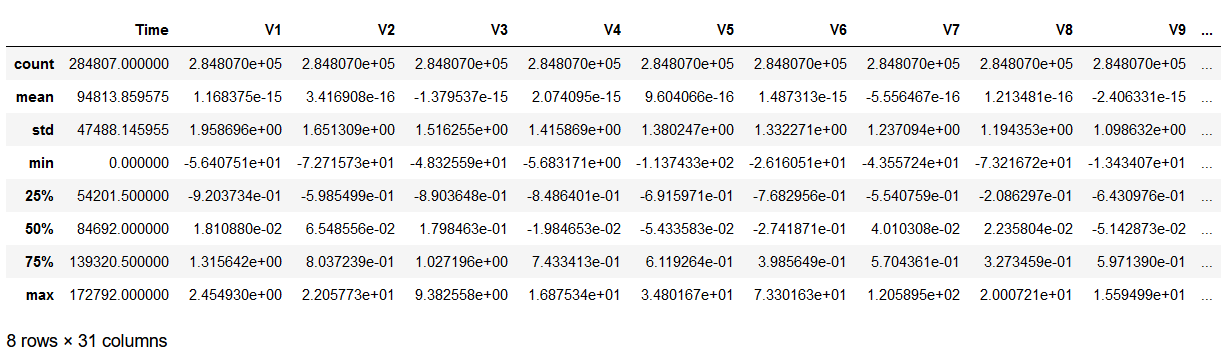 Time V1 V2 V3 V4 V5 V6 V7 V8 V9 ...
count 284807.000000 2.848070e+05 2.848070e+05 2.848070e+05 2.848070e+05 2.848070e+05 2.848070e+05 2.848070e+05 2.848070e+05 2.848070e+05 ...
mean 94813.859575 1.168375e-15 3.416908e-16 -1.379537e-15 2.074095e-15 9.604066e-16 1.487313e-15 -5.556467e-16 1.213481e-16 -2.406331e-15 ...
std 47488.145955 1.958696e+00 1.651309e+00 1.516255e+00 1.415869e+00 1.380247e+00 1.332271e+00 1.237094e+00 1.194353e+00 1.098632e+00 ...
min 0.000000 -5.640751e+01 -7.271573e+01 -4.832559e+01 -5.683171e+00 -1.137433e+02 -2.616051e+01 -4.355724e+01 -7.321672e+01 -1.343407e+01 ...
25% 54201.500000 -9.203734e-01 -5.985499e-01 -8.903648e-01 -8.486401e-01 -6.915971e-01 -7.682956e-01 -5.540759e-01 -2.086297e-01 -6.430976e-01 ...
50% 84692.000000 1.810880e-02 6.548556e-02 1.798463e-01 -1.984653e-02 -5.433583e-02 -2.741871e-01 4.010308e-02 2.235804e-02 -5.142873e-02 ...
75% 139320.500000 1.315642e+00 8.037239e-01 1.027196e+00 7.433413e-01 6.119264e-01 3.985649e-01 5.704361e-01 3.273459e-01 5.971390e-01 ...
max 172792.000000 2.454930e+00 2.205773e+01 9.382558e+00 1.687534e+01 3.480167e+01 7.330163e+01 1.205895e+02 2.000721e+01 1.559499e+01 ...
8 rows × 31 columns